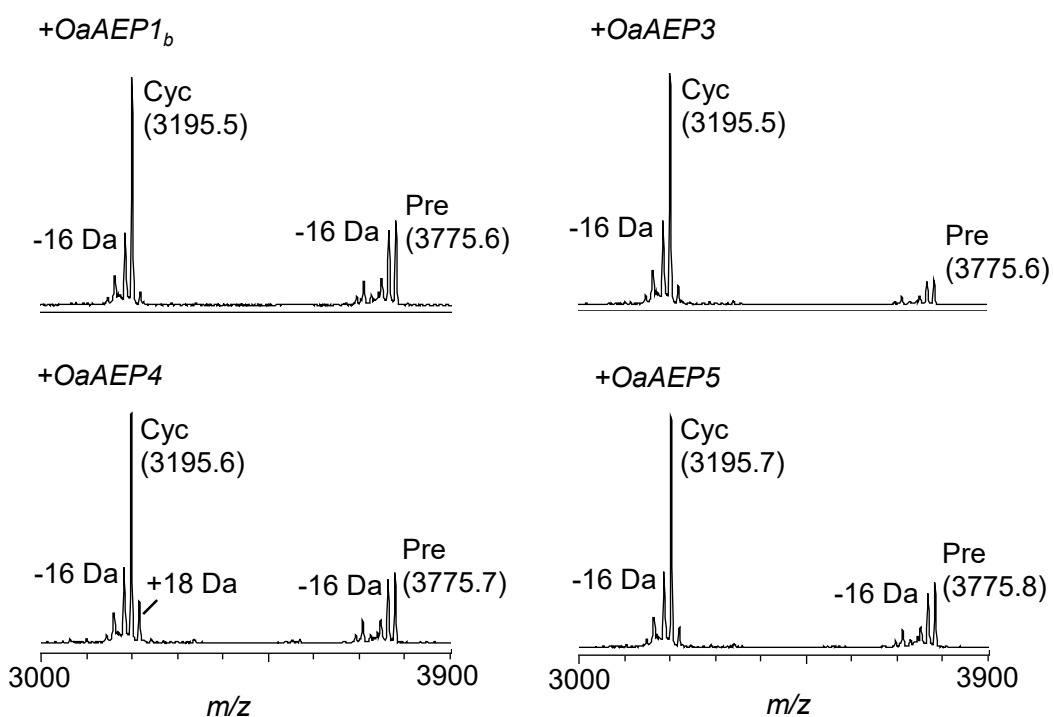 +OaAEP1b
Cyc
(3195.5)
-16 Da
-16 Da
Pre
(3775.6)
+OaAEP3
Cyc
(3195.5)
-16 Da
Pre
(3775.6)
+OaAEP4
Cyc
(3195.6)
-16 Da
+18 Da
-16 Da
Pre
(3775.7)
3000
3900
m/z
+OaAEP5
Cyc
(3195.7)
-16 Da
-16 Da
Pre
(3775.8)
3000
3900
m/z